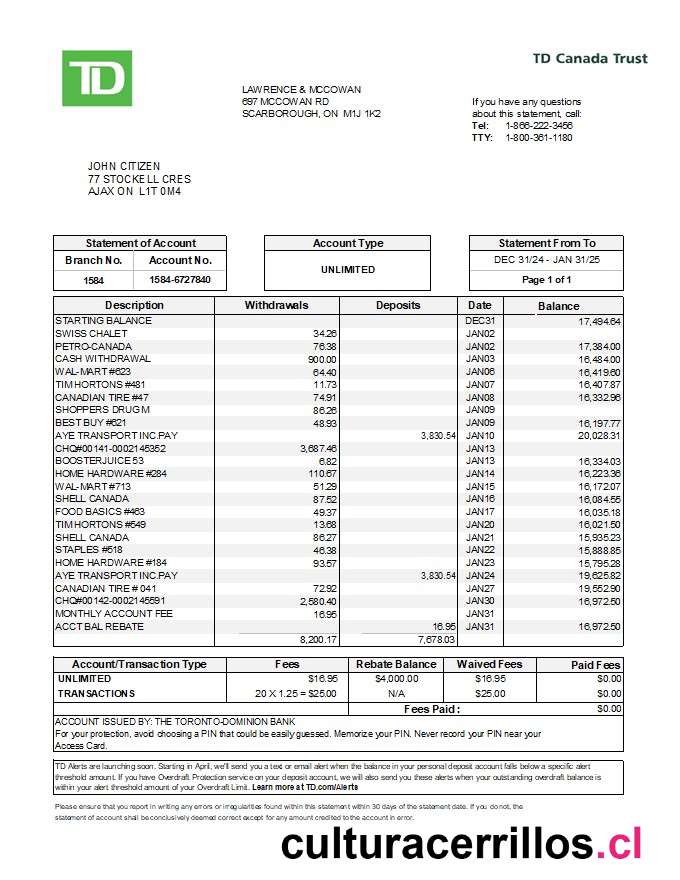 TD
TD Canada Trust
LAWRENCE & MCCOWAN
697 MCCOWAN RD
SCARBOROUGH, ON M1J 1K2
If you have any questions
about this statement, call:
Tel: 1-866-222-3456
TTY: 1-800-361-1180
JOHN CITIZEN
77 STOCKELL CRES
AJAX ON L1T 0M4
Statement of Account
Branch No. Account No.
1584 1584-6727840
Account Type
UNLIMITED
Statement From To
DEC 31/24 - JAN 31/25
Page 1 of 1
Description Withdrawals Deposits Date Balance
STARTING BALANCE DEC31 17,494.64
SWISS CHALET 34.26 JAN02
PETRO-CANADA 76.38 JAN02 17,384.00
CASH WITHDRAWAL 900.00 JAN03 16,484.00
WAL-MART #623 64.40 JAN06 16,419.60
TIM HORTONS #481 11.73 JAN07 16,407.87
CANADIAN TIRE #47 74.91 JAN08 16,332.96
SHOPPERS DRUG M 86.26 JAN09
BEST BUY #621 48.93 JAN09 16,197.77
AYE TRANSPORT INC.PAY 3,830.54 JAN10 20,028.31
CHQ#00141-0002145352 3,687.46 JAN13
BOOSTERJUICE 53 6.82 JAN13 16,334.03
HOME HARDWARE #284 110.67 JAN14 16,223.36
WAL-MART #713 51.29 JAN15 16,172.07
SHELL CANADA 87.52 JAN16 16,084.55
FOOD BASICS #463 49.37 JAN17 16,035.18
TIM HORTONS #549 13.68 JAN20 16,021.50
SHELL CANADA 86.27 JAN21 15,935.23
STAPLES #518 46.38 JAN22 15,888.85
HOME HARDWARE #184 93.57 JAN23 15,795.28
AYE TRANSPORT INC.PAY 3,830.54 JAN24 19,625.82
CANADIAN TIRE # 041 72.92 JAN27 19,552.90
CHQ#00142-0002145591 2,580.40 JAN30 16,972.50
MONTHLY ACCOUNT FEE 16.95 JAN31
ACCT BAL REBATE 16.95 JAN31 16,972.50
8,200.17 7,678.03
Account/Transaction Type Fees Rebate Balance Waived Fees Paid Fees
UNLIMITED $16.95 $4,000.00 $16.95 $0.00
TRANSACTIONS 20 X 1.25 = $25.00 N/A $25.00 $0.00
Fees Paid : $0.00
ACCOUNT ISSUED BY: THE TORONTO-DOMINION BANK
For your protection, avoid choosing a PIN that could be easily guessed. Memorize your PIN. Never record your PIN near your
Access Card.
TD Alerts are launching soon. Starting in April, we'll send you a text or email alert when the balance in your personal deposit account falls below a specific alert
threshold amount. If you have Overdraft Protection service on your deposit account, we will also send you these alerts when your outstanding overdraft balance is
within your alert threshold amount of your Overdraft Limit. Learn more at TD.com/Alerts
Please ensure that you report in writing any errors or irregularities found within this statement within 30 days of the statement date. If you do not, the
statement of account shall be conclusively deemed correct except for any amount credited to the account in error.
culturacerrillos.cl